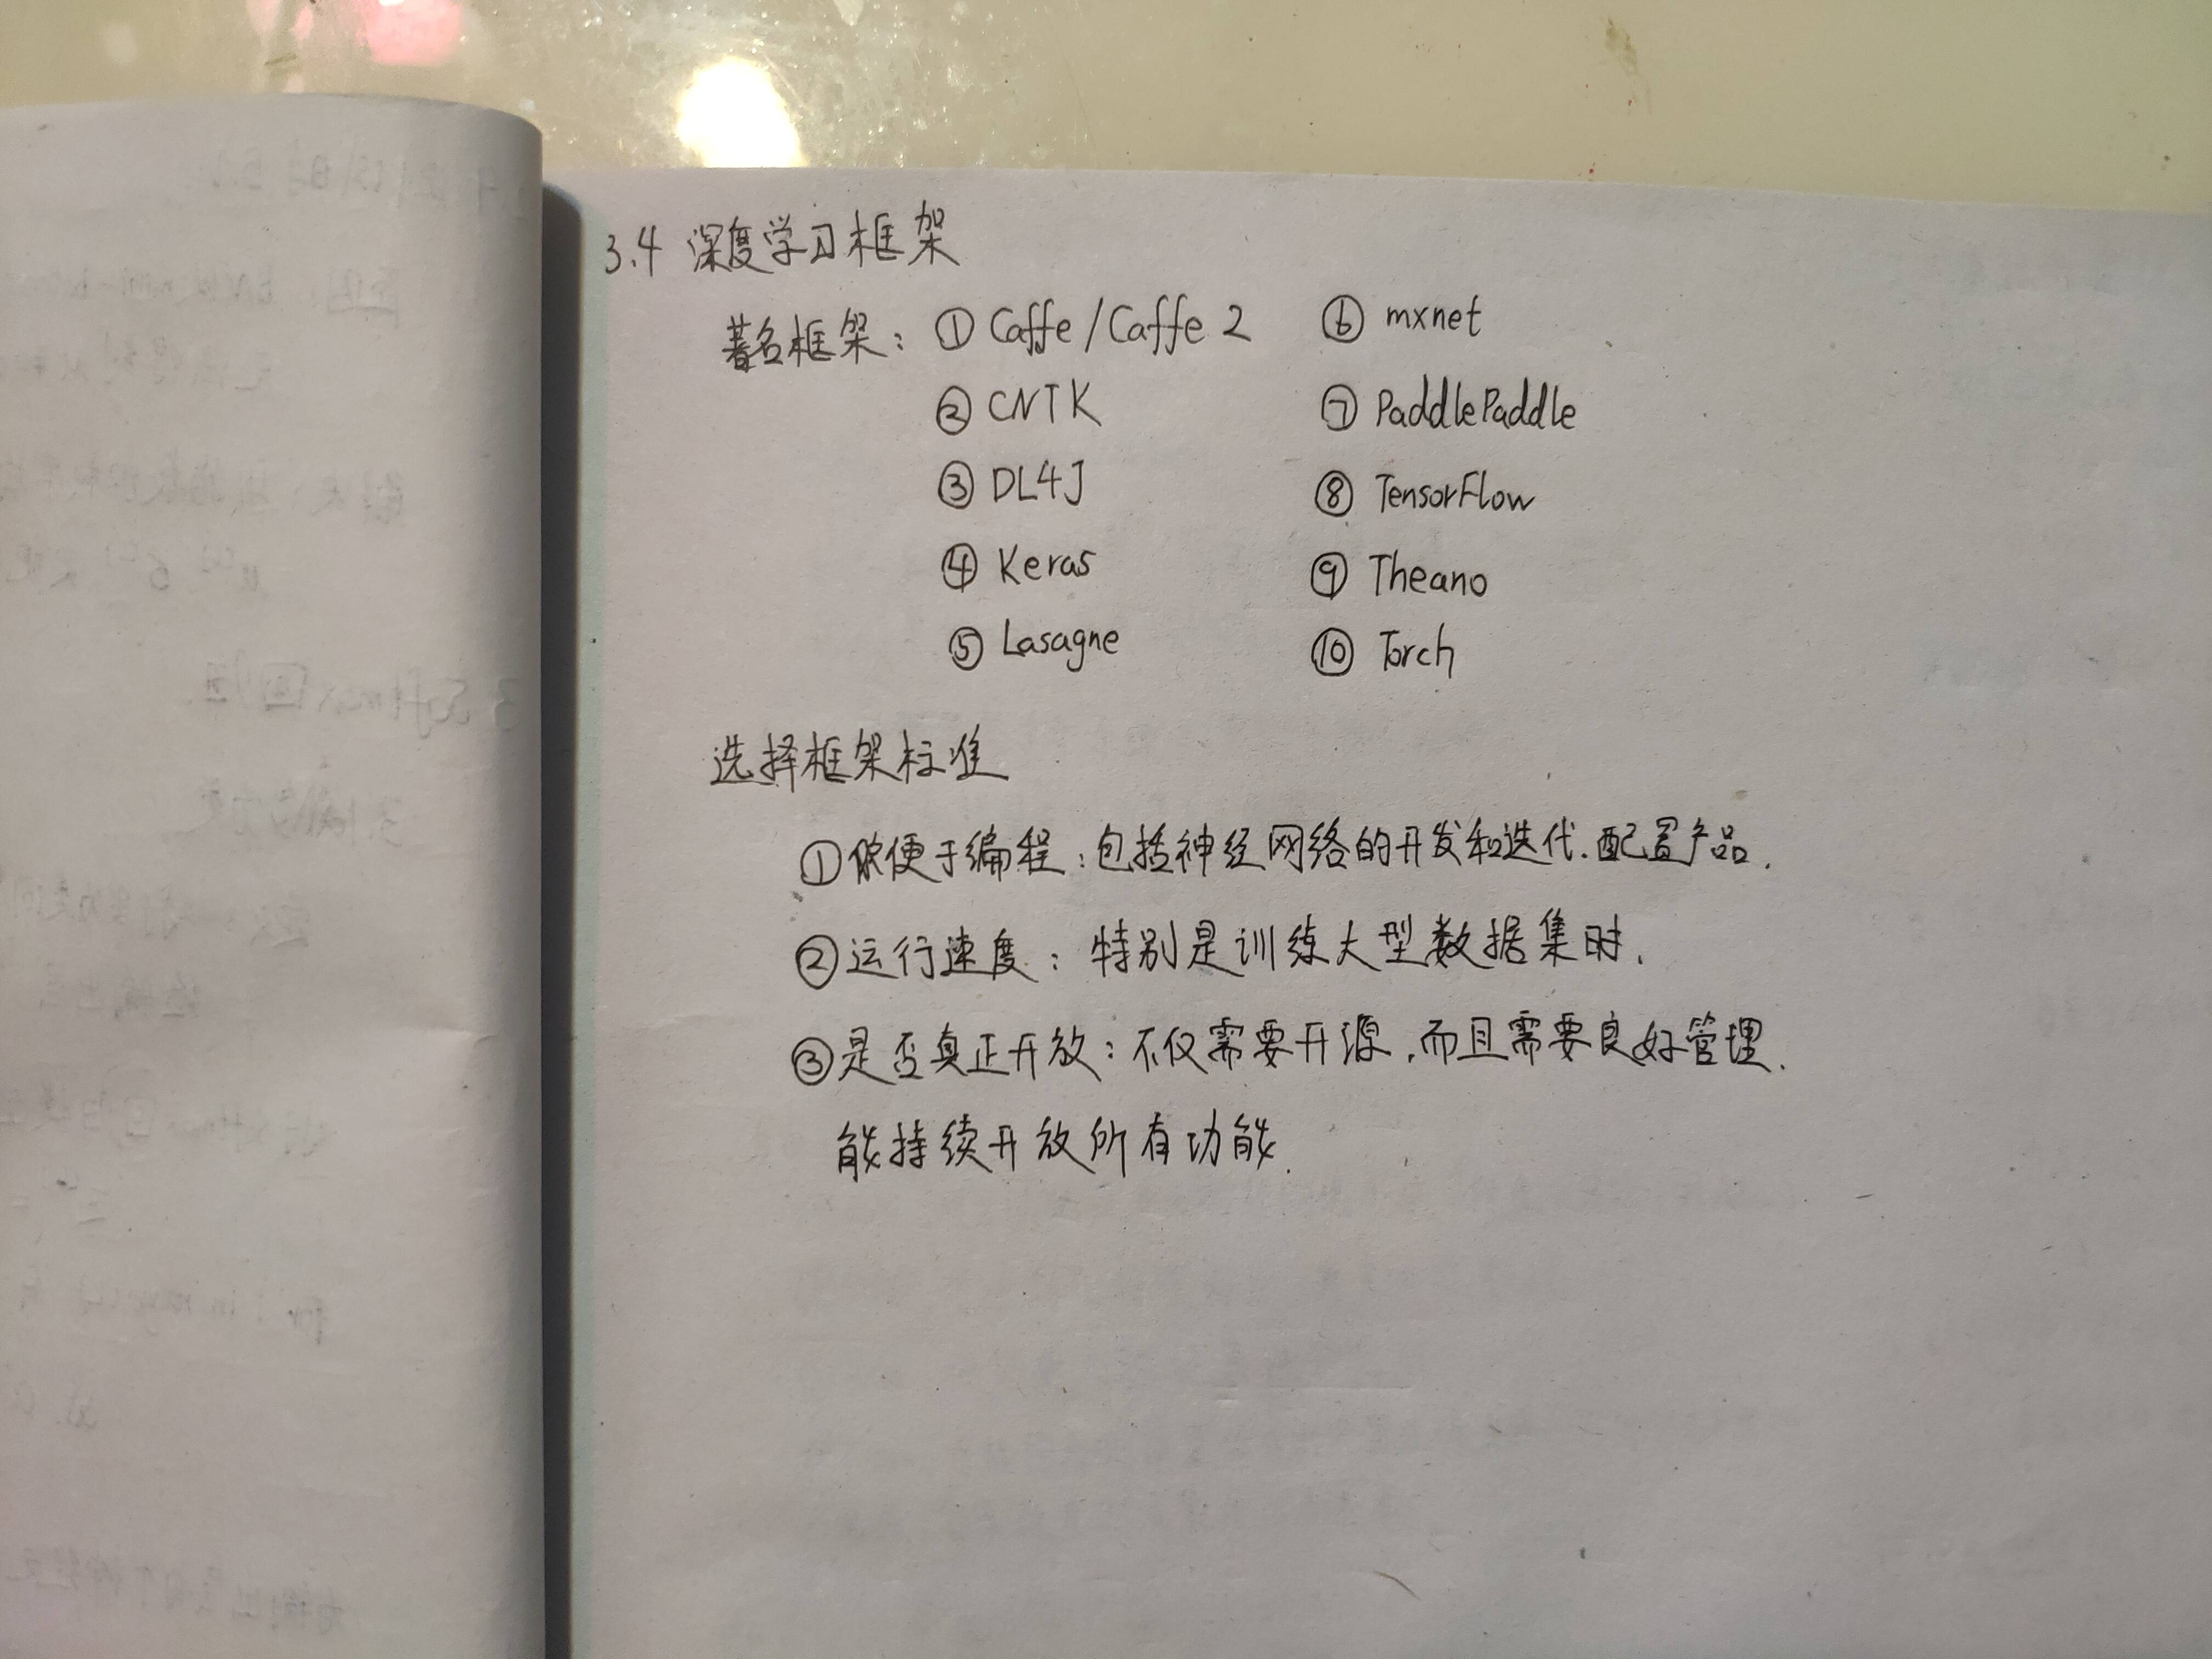 3.4 深度学习框架
著名框架：① Caffe/Caffe 2 ⑥ mxnet
② CNTK ⑦ PaddlePaddle
③ DL4J ⑧ TensorFlow
④ Keras ⑨ Theano
⑤ Lasagne ⑩ Torch
选择框架标准
① 便于编程：包括神经网络的开发和迭代.配置产品.
② 运行速度：特别是训练大型数据集时.
③ 是否真正开放：不仅需要开源,而且需要良好管理.
能持续开放所有功能.